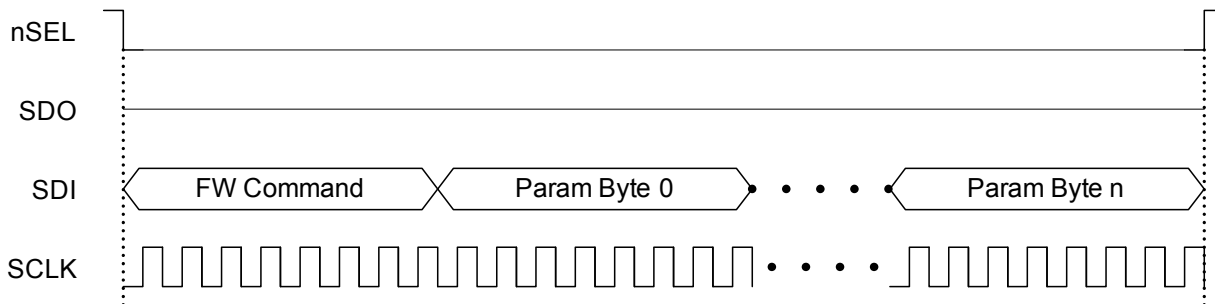 nSEL
SDO
SDI FW Command Param Byte 0 Param Byte n
SCLK